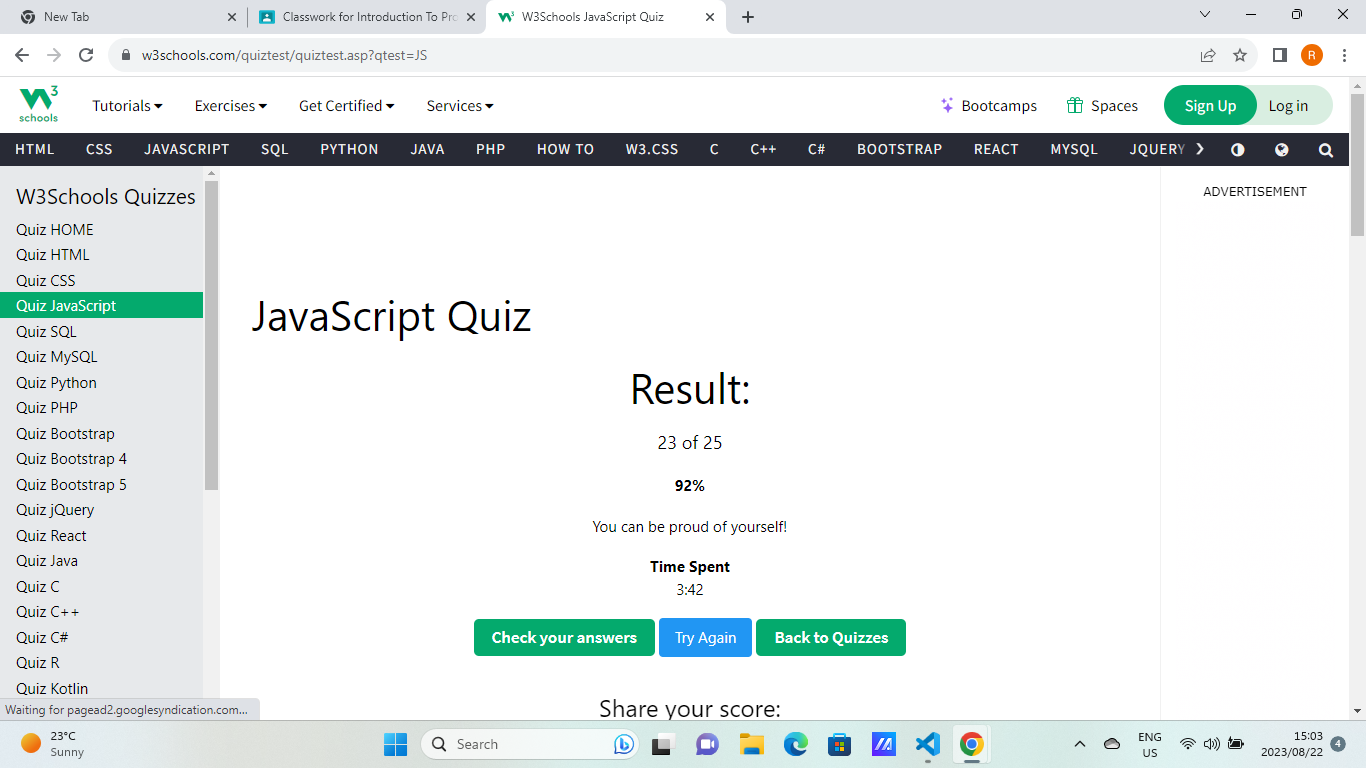 New Tab
Classwork for Introduction To Pro
W3Schools JavaScript Quiz
w3schools.com/quiztest/quiztest.asp?qtest=JS
R
W3
schools
Tutorials
Exercises
Get Certified
Services
Bootcamps
Spaces
Sign Up
Log in
HTML CSS JAVASCRIPT SQL PYTHON JAVA PHP HOW TO W3.CSS C C++ C# BOOTSTRAP REACT MYSQL JQUERY
W3Schools Quizzes
Quiz HOME
Quiz HTML
Quiz CSS
Quiz JavaScript
Quiz SQL
Quiz MySQL
Quiz Python
Quiz PHP
Quiz Bootstrap
Quiz Bootstrap 4
Quiz Bootstrap 5
Quiz jQuery
Quiz React
Quiz Java
Quiz C
Quiz C++
Quiz C#
Quiz R
Quiz Kotlin
ADVERTISEMENT
JavaScript Quiz
Result:
23 of 25
92%
You can be proud of yourself!
Time Spent
3:42
Check your answers
Try Again
Back to Quizzes
Share your score:
Waiting for pagead2.googlesyndication.com...
23°C
Sunny
Search
ENG
US
15:03
2023/08/22
4